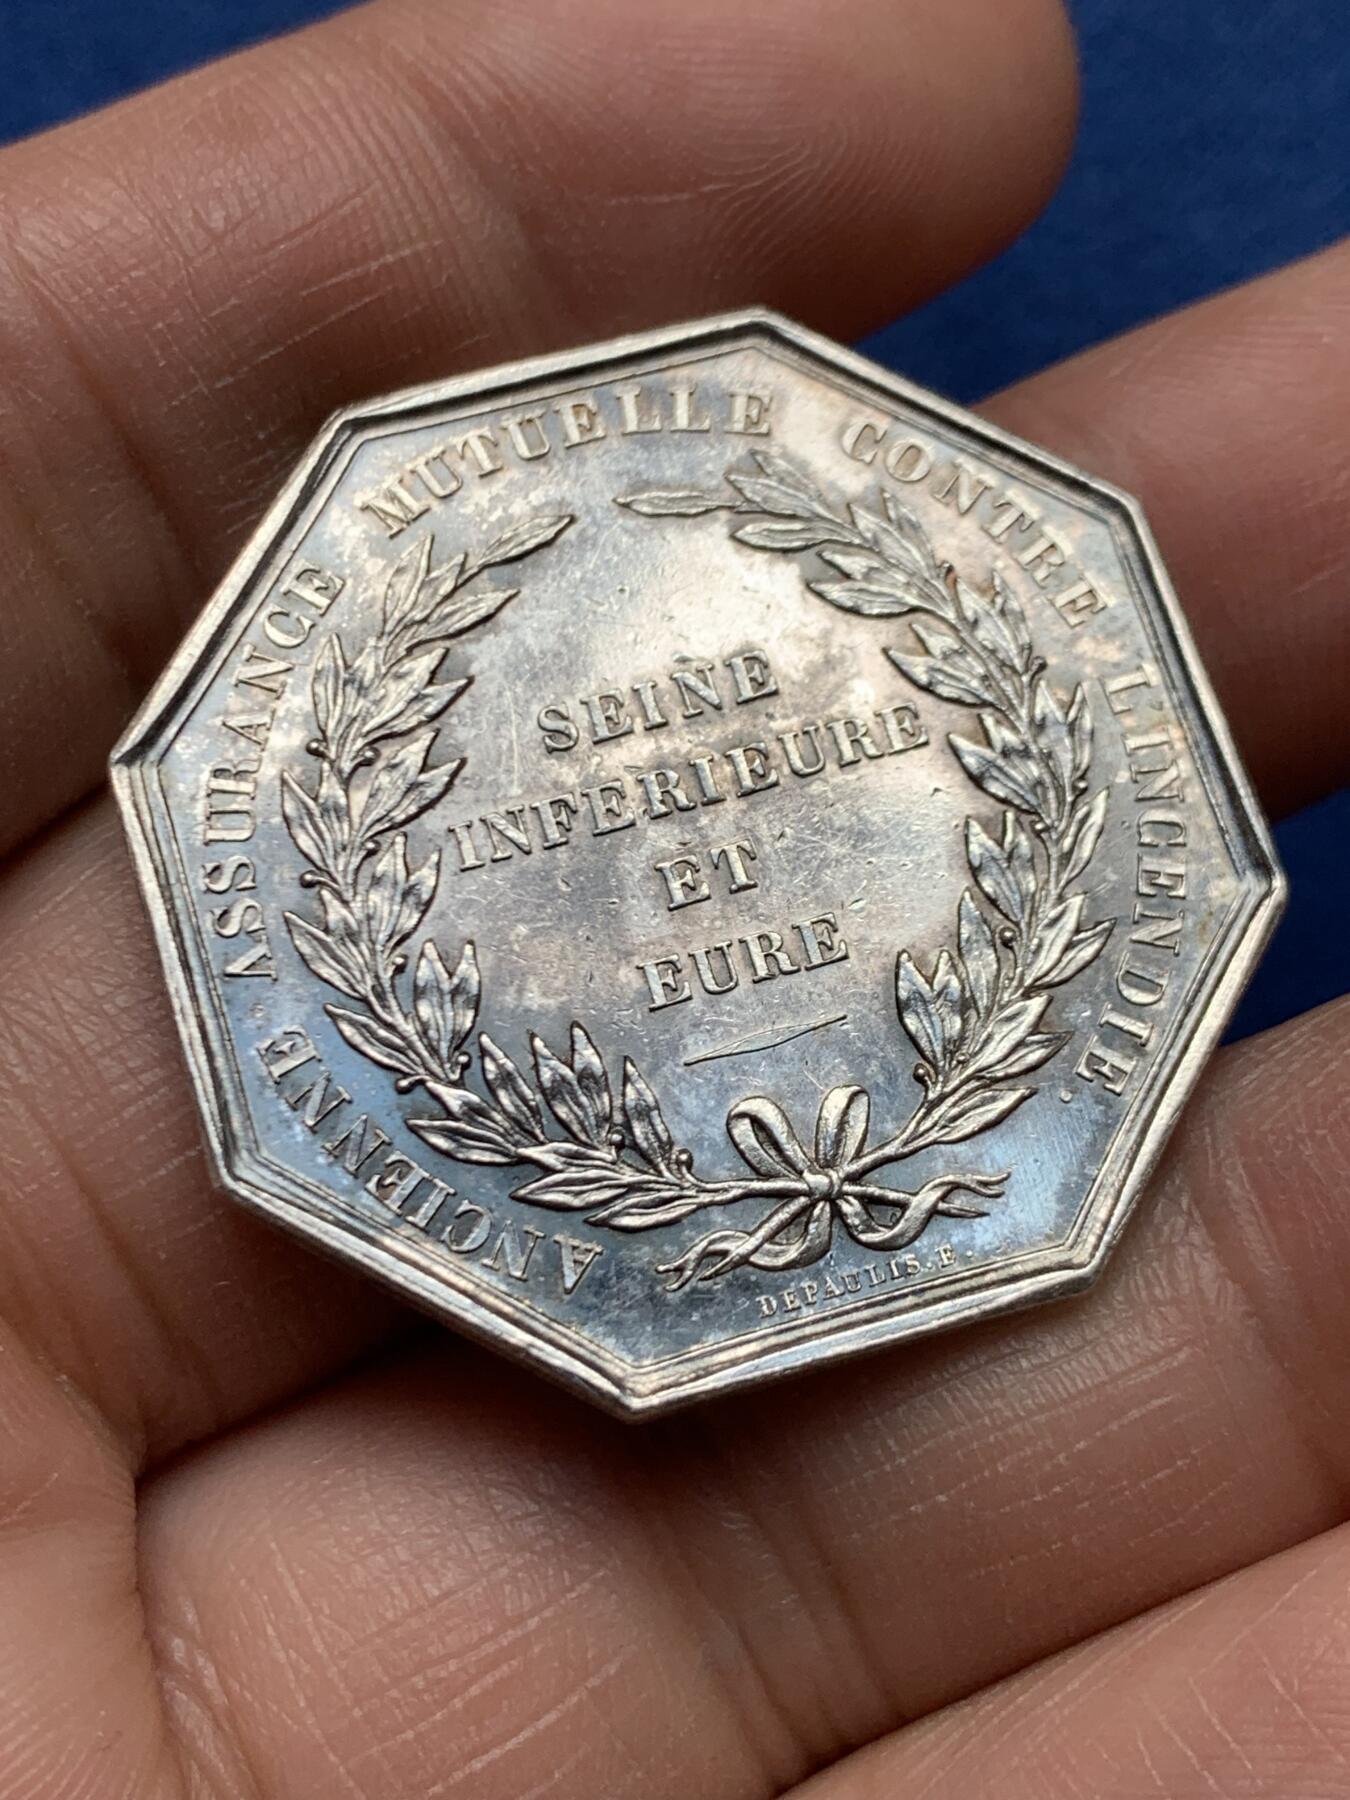 ANCIENNE ASSURANCE MUTUELLE CONTRE L'INCENDIE.
SEINE
INFERIEURE
ET
EURE
DEPAULIS. F.